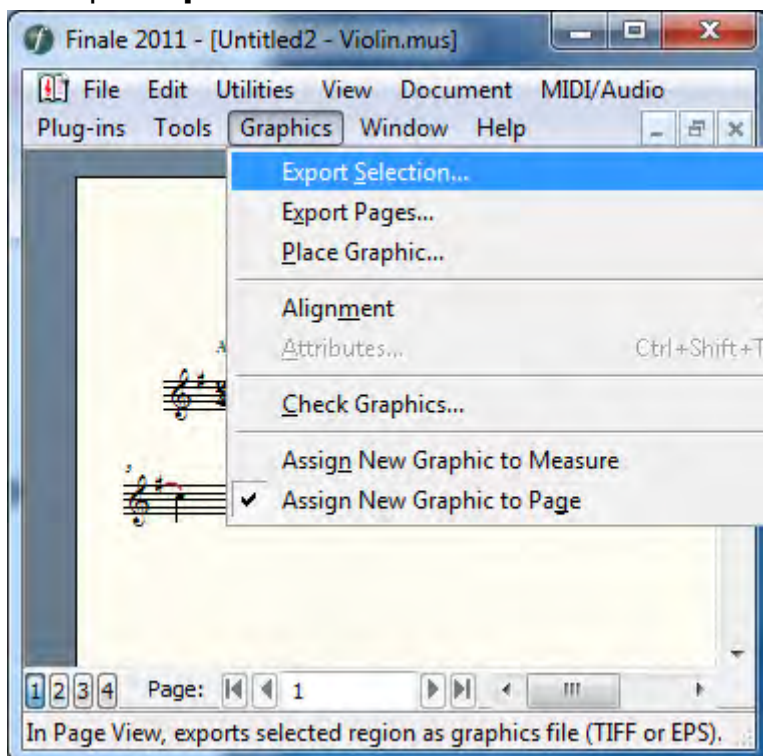 Finale 2011 - [Untitled2 - Violin.mus]
File Edit Utilities View Document MIDI/Audio
Plug-ins Tools Graphics Window Help
Export Selection...
Export Pages...
Place Graphic...
Alignment
Attributes... Ctrl+Shift+T
Check Graphics...
Assign New Graphic to Measure
Assign New Graphic to Page
1 2 3 4 Page: 1
In Page View, exports selected region as graphics file (TIFF or EPS).